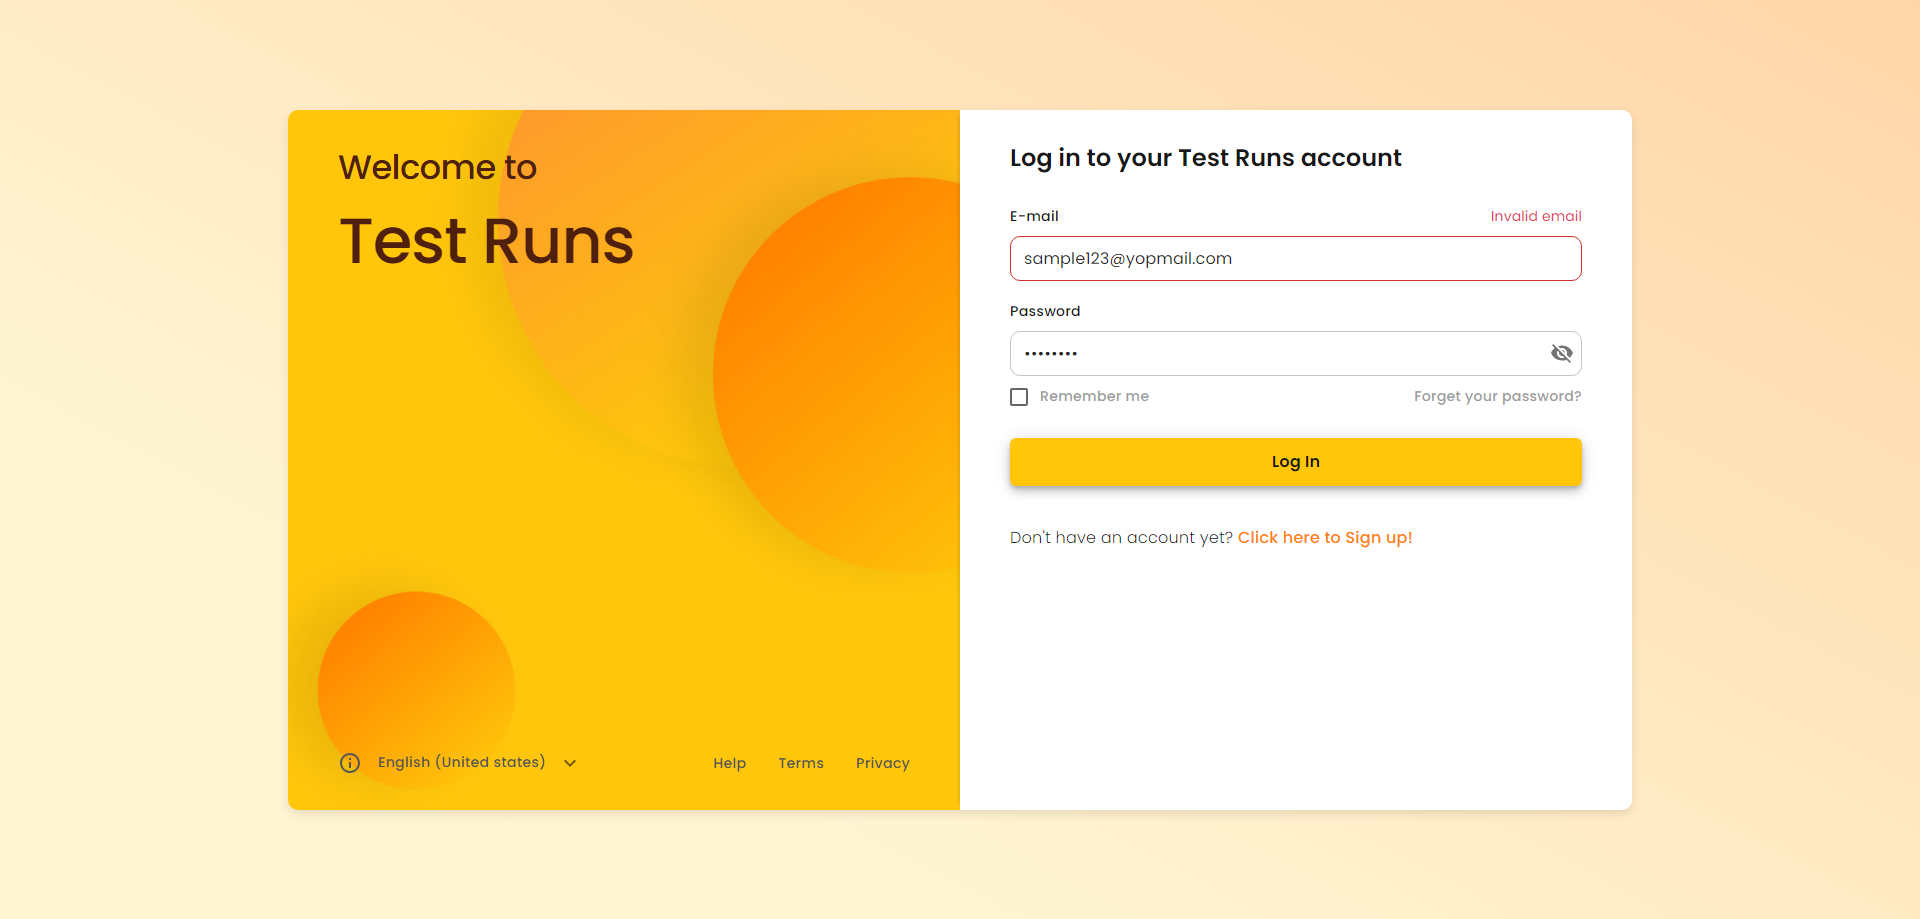 Welcome to
Test Runs
English (United states)
Help Terms Privacy
Log in to your Test Runs account
E-mail Invalid email
sample123@yopmail.com
Password
••••••••
Remember me Forget your password?
Log In
Don't have an account yet? Click here to Sign up!